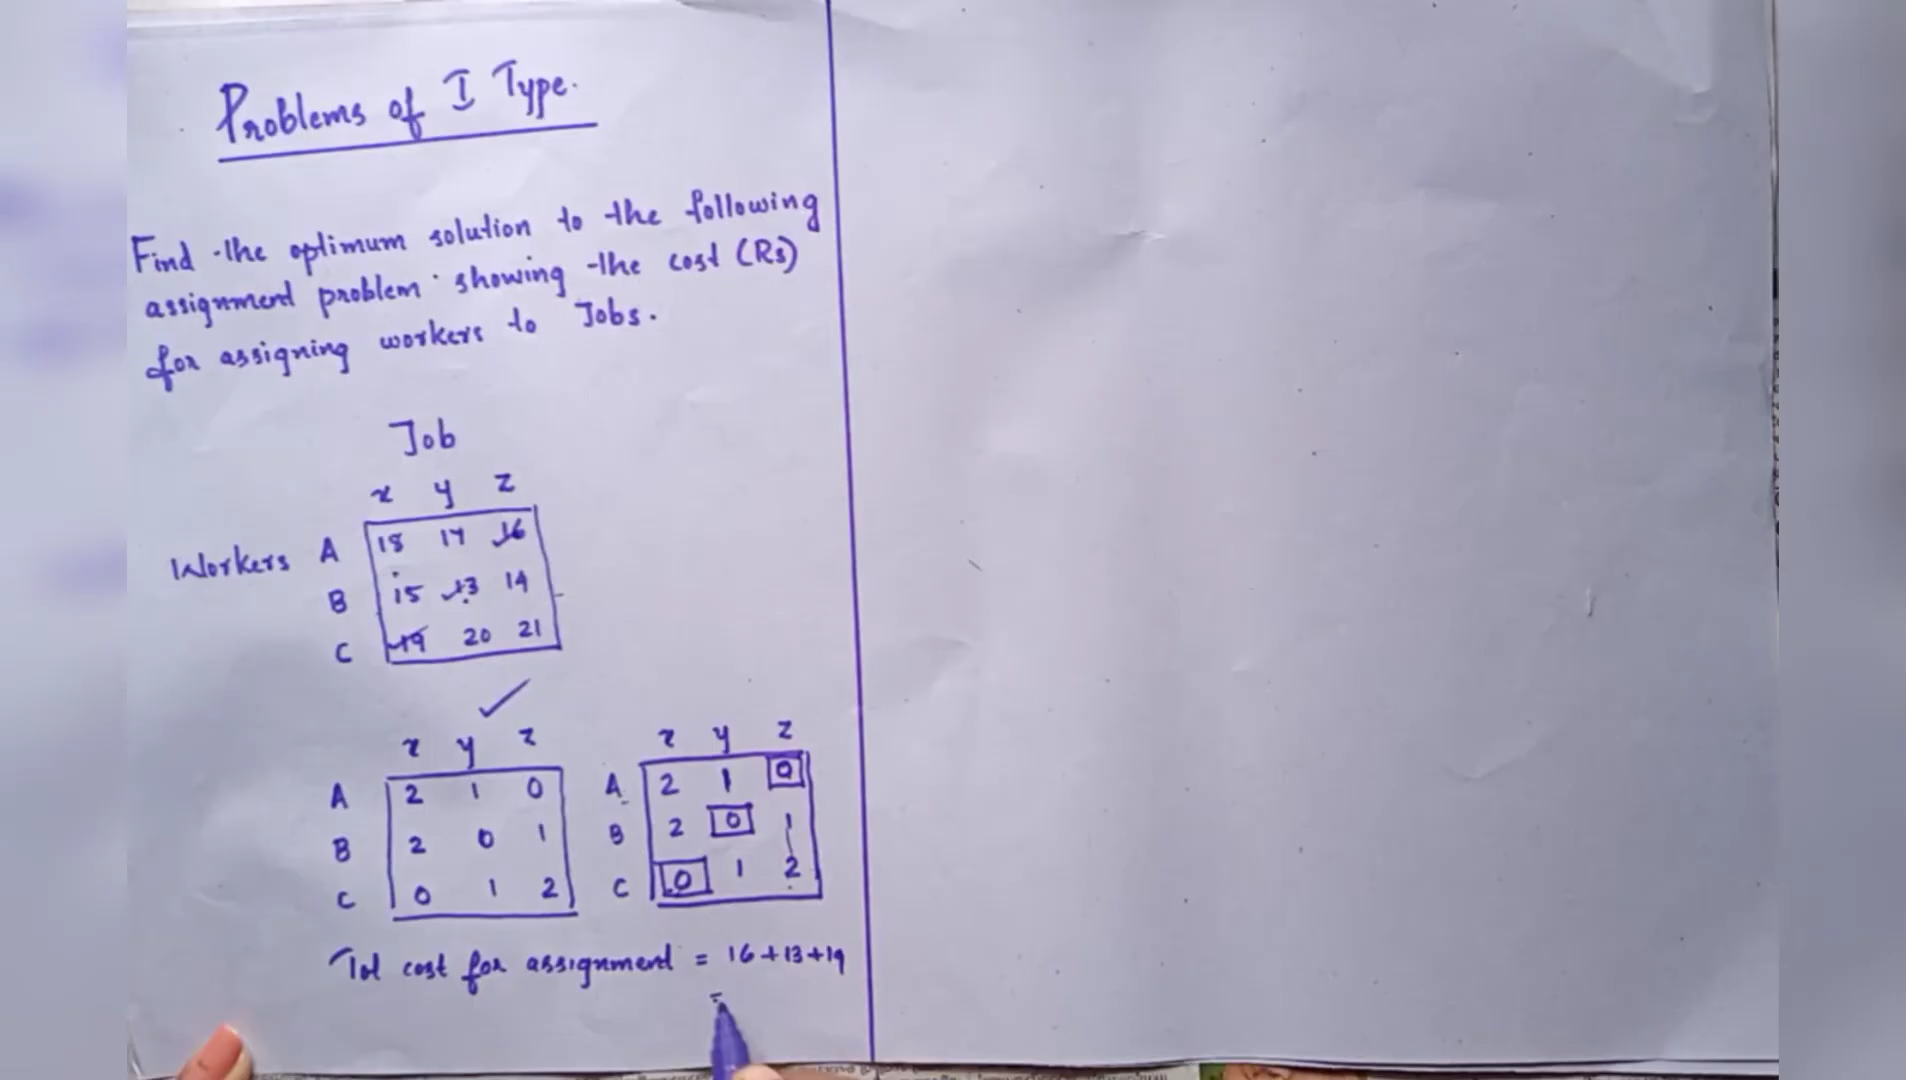 Problems of I Type.
Find the optimum solution to the following
assignment problem showing the cost (Rs)
for assigning workers to Jobs.
Job
x y z
Workers A 18 17 16
B 15 13 14
C 19 20 21
x y z
A 2 1 0
B 2 0 1
C 0 1 2
x y z
A 2 1 0
B 2 0 1
C 0 1 2
Tot cost for assignment = 16+13+19
=